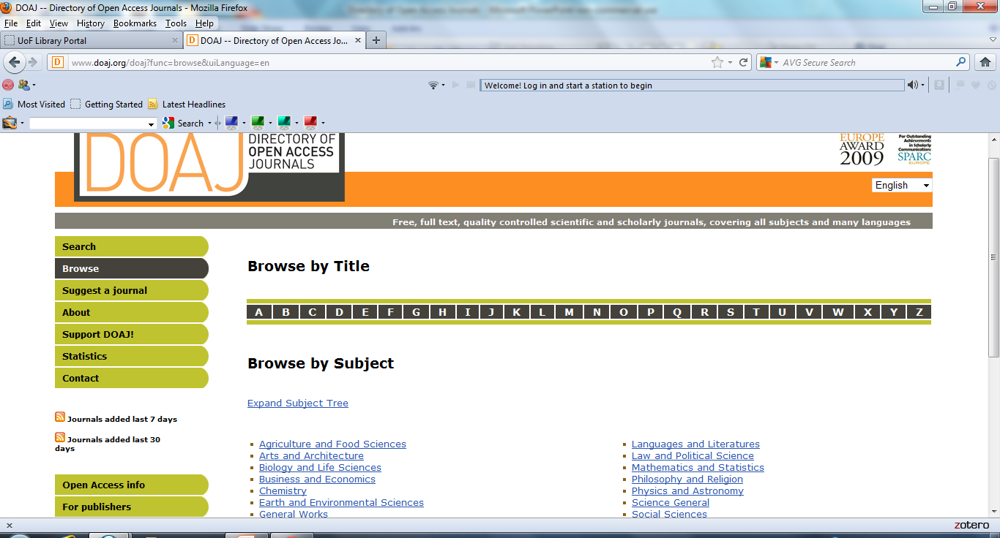 DOAJ -- Directory of Open Access Journals - Mozilla Firefox
File Edit View History Bookmarks Tools Help
UoF Library Portal
DOAJ -- Directory of Open Access Jo...
www.doaj.org/doaj?func=browse&uiLanguage=en
AVG Secure Search
Welcome! Log in and start a station to begin
Most Visited Getting Started Latest Headlines
Search
DOAJ
DIRECTORY OF
OPEN ACCESS
JOURNALS
EUROPE
AWARD
2009
For Outstanding
Achievements
in Scholarly
Communications
SPARC
EUROPE
English
Free, full text, quality controlled scientific and scholarly journals, covering all subjects and many languages
Search
Browse
Suggest a journal
About
Support DOAJ!
Statistics
Contact
Journals added last 7 days
Journals added last 30
days
Open Access info
For publishers
Browse by Title
A B C D E F G H I J K L M N O P Q R S T U V W X Y Z
Browse by Subject
Expand Subject Tree
Agriculture and Food Sciences
Arts and Architecture
Biology and Life Sciences
Business and Economics
Chemistry
Earth and Environmental Sciences
General Works
Languages and Literatures
Law and Political Science
Mathematics and Statistics
Philosophy and Religion
Physics and Astronomy
Science General
Social Sciences
zotero